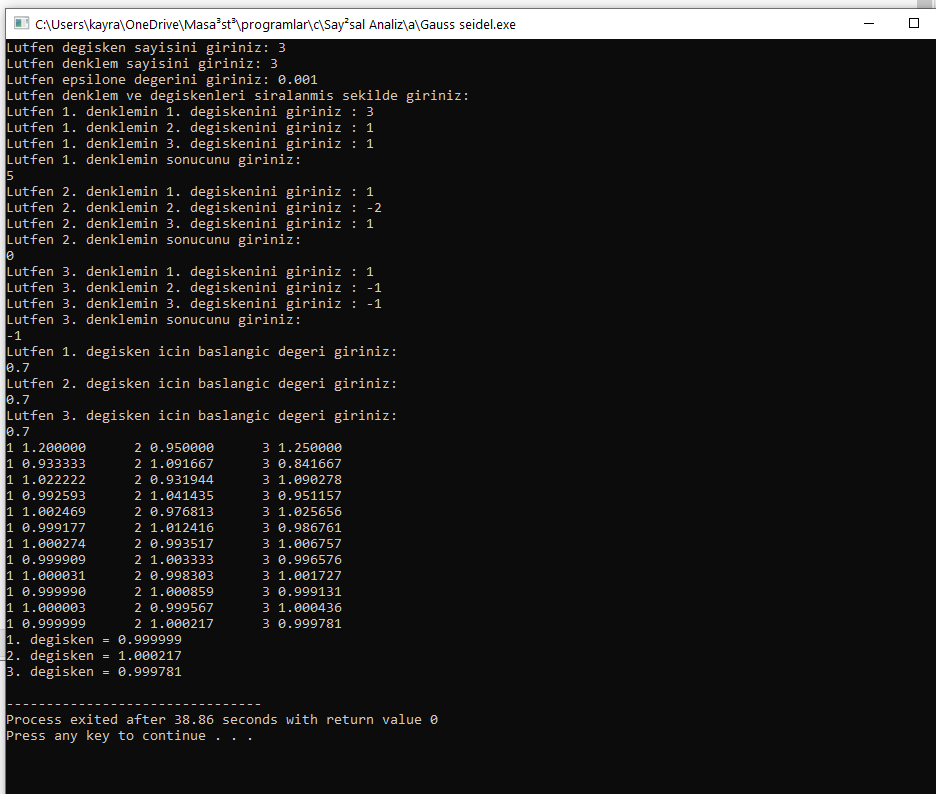 C:\Users\kayra\OneDrive\Masa³st³\programlar\c\Say²sal Analiz\a\Gauss seidel.exe
Lutfen degisken sayisini giriniz: 3
Lutfen denklem sayisini giriniz: 3
Lutfen epsilone degerini giriniz: 0.001
Lutfen denklem ve degiskenleri siralanmis sekilde giriniz:
Lutfen 1. denklemin 1. degiskenini giriniz : 3
Lutfen 1. denklemin 2. degiskenini giriniz : 1
Lutfen 1. denklemin 3. degiskenini giriniz : 1
Lutfen 1. denklemin sonucunu giriniz:
5
Lutfen 2. denklemin 1. degiskenini giriniz : 1
Lutfen 2. denklemin 2. degiskenini giriniz : -2
Lutfen 2. denklemin 3. degiskenini giriniz : 1
Lutfen 2. denklemin sonucunu giriniz:
0
Lutfen 3. denklemin 1. degiskenini giriniz : 1
Lutfen 3. denklemin 2. degiskenini giriniz : -1
Lutfen 3. denklemin 3. degiskenini giriniz : -1
Lutfen 3. denklemin sonucunu giriniz:
-1
Lutfen 1. degisken icin baslangic degeri giriniz:
0.7
Lutfen 2. degisken icin baslangic degeri giriniz:
0.7
Lutfen 3. degisken icin baslangic degeri giriniz:
0.7
1 1.200000      2 0.950000      3 1.250000
1 0.933333      2 1.091667      3 0.841667
1 1.022222      2 0.931944      3 1.090278
1 0.992593      2 1.041435      3 0.951157
1 1.002469      2 0.976813      3 1.025656
1 0.999177      2 1.012416      3 0.986761
1 1.000274      2 0.993517      3 1.006757
1 0.999909      2 1.003333      3 0.996576
1 1.000031      2 0.998303      3 1.001727
1 0.999990      2 1.000859      3 0.999131
1 1.000003      2 0.999567      3 1.000436
1 0.999999      2 1.000217      3 0.999781
1. degisken = 0.999999
2. degisken = 1.000217
3. degisken = 0.999781
--------------------------------
Process exited after 38.86 seconds with return value 0
Press any key to continue . . .